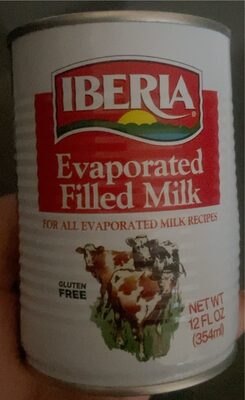 IBERIA®
Evaporated
Filled Milk
FOR ALL EVAPORATED MILK RECIPES
GLUTEN
FREE
NET WT
12 FL OZ
(354ml)